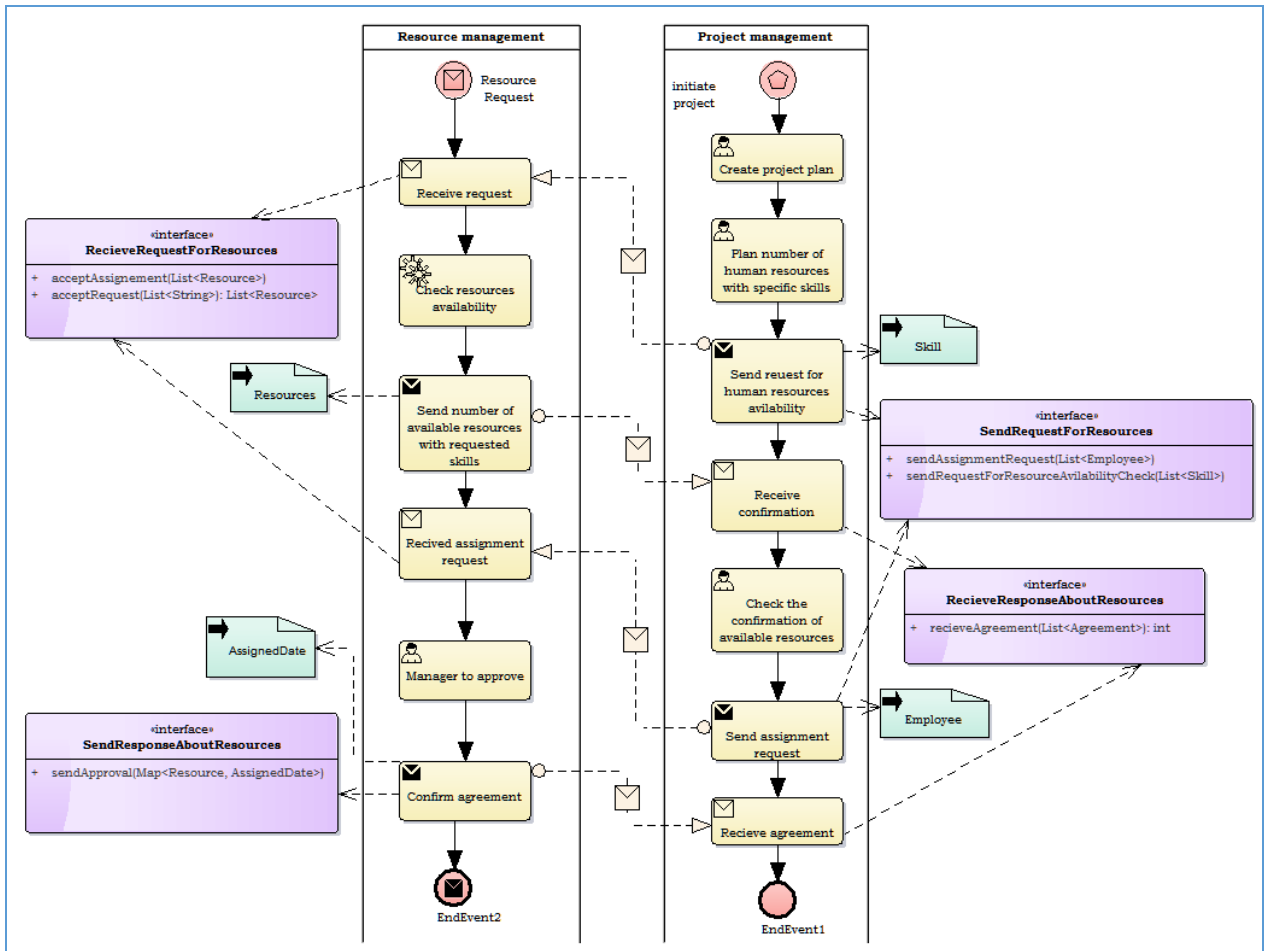 Resource management
Project management
Resource
Request
initiate
project
Receive request
Create project plan
«interface»
RecieveRequestForResources
+ acceptAssignement(List<Resource>)
+ acceptRequest(List<String>): List<Resource>
Check resources
availability
Plan number of
human resources
with specific skills
Skill
Resources
Send number of
available resources
with requested
skills
Send reuest for
human resources
avilability
«interface»
SendRequestForResources
+ sendAssignmentRequest(List<Employee>)
+ sendRequestForResourceAvilabilityCheck(List<Skill>)
Receive
confirmation
Recived assignment
request
Check the
confirmation of
available resources
«interface»
RecieveResponseAboutResources
+ recieveAgreement(List<Agreement>): int
AssignedDate
Manager to approve
Send assignment
request
Employee
«interface»
SendResponseAboutResources
+ sendApproval(Map<Resource, AssignedDate>)
Confirm agreement
Recieve agreement
EndEvent2
EndEvent1